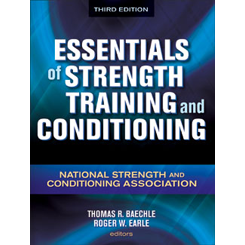 THIRD EDITION
ESSENTIALS
of STRENGTH
TRAINING and
CONDITIONING
NATIONAL STRENGTH AND
CONDITIONING ASSOCIATION
THOMAS R. BAECHLE
ROGER W. EARLE
editors